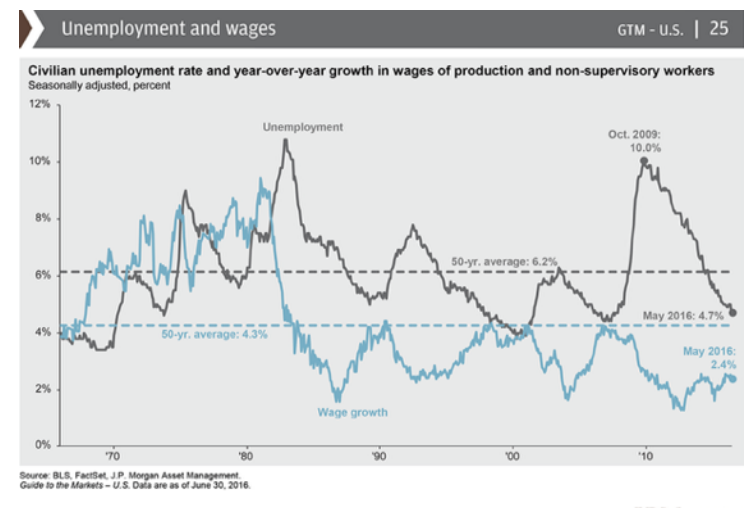 Unemployment and wages
GTM – U.S. | 25
Civilian unemployment rate and year-over-year growth in wages of production and non-supervisory workers
Seasonally adjusted, percent
12%
10%
8%
6%
4%
2%
0%
Unemployment
Oct. 2009:
10.0%
50-yr. average: 6.2%
May 2016: 4.7%
50-yr. average: 4.3%
May 2016:
2.4%
Wage growth
'70
'80
'90
'00
'10
Source: BLS, FactSet, J.P. Morgan Asset Management.
Guide to the Markets – U.S. Data are as of June 30, 2016.